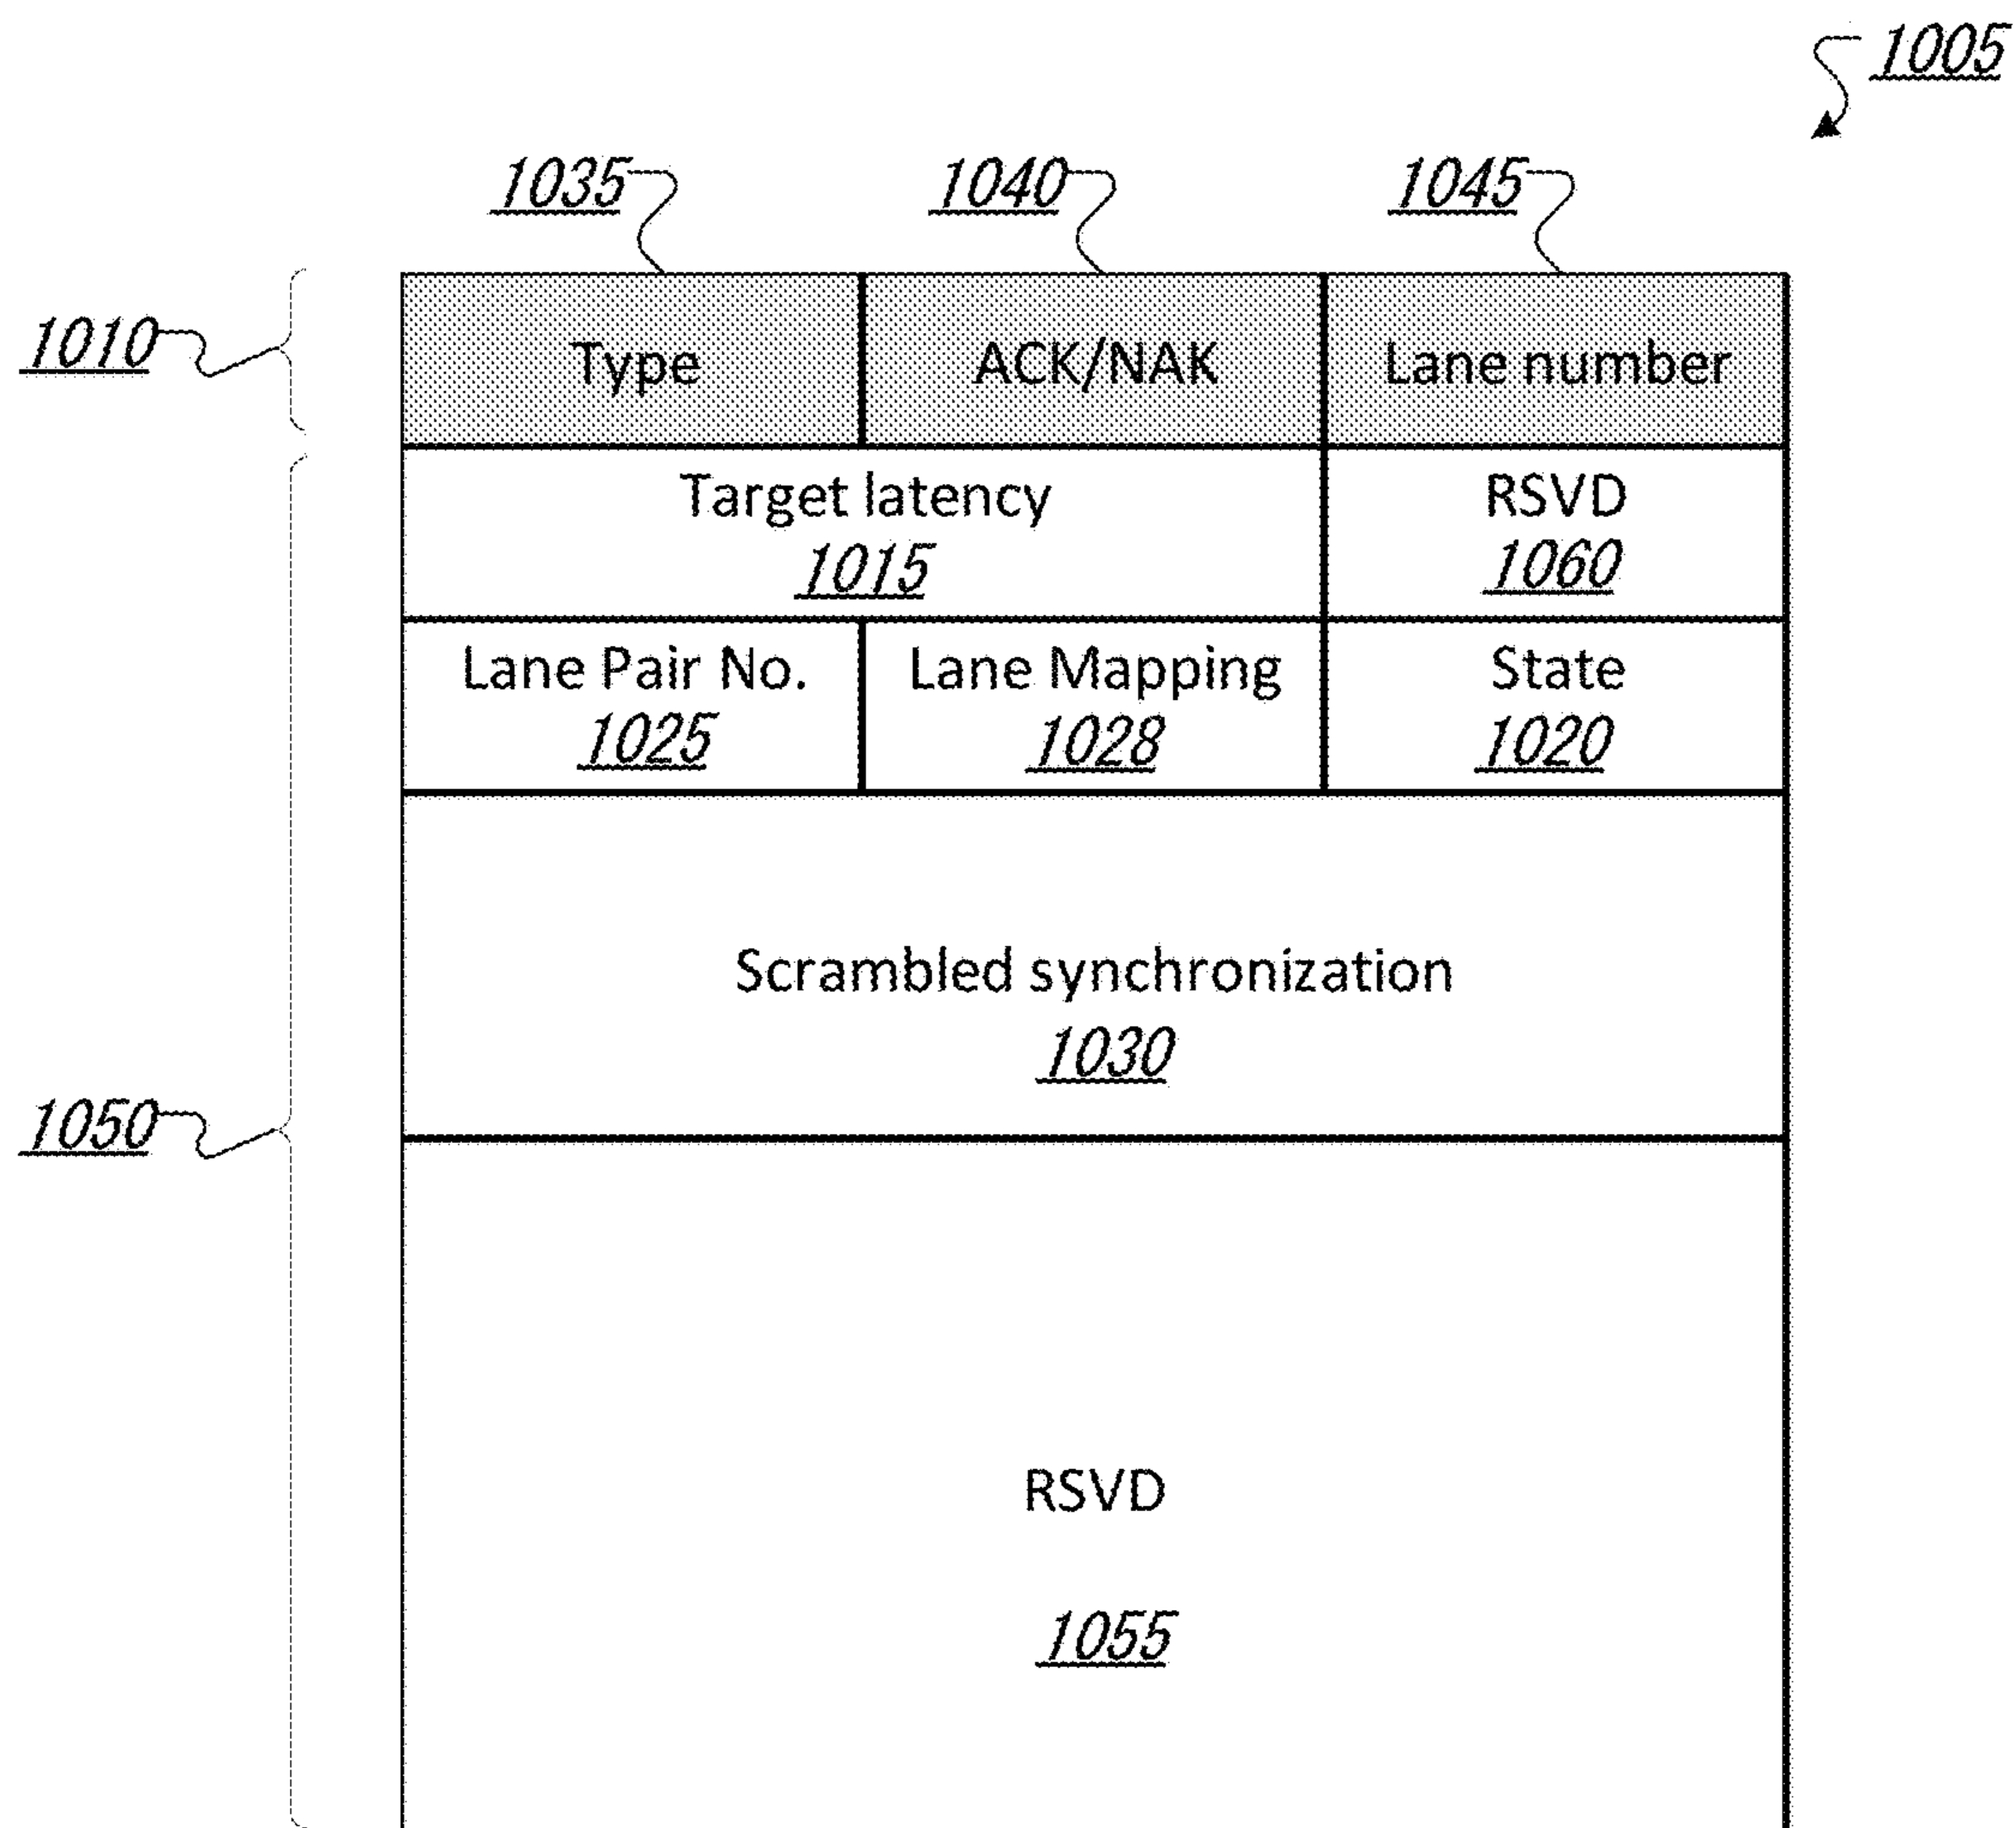 1005
1035 1040 1045
1010
Type ACK/NAK Lane number
Target latency RSVD
1015 1060
Lane Pair No. Lane Mapping State
1025 1028 1020
Scrambled synchronization
1030
1050
RSVD
1055